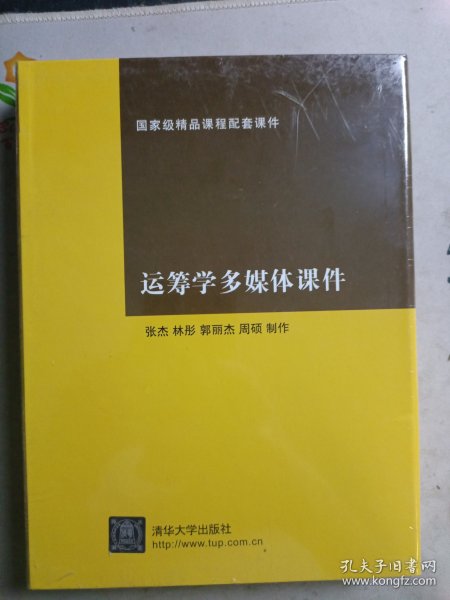 国家级精品课程配套课件
运筹学多媒体课件
张杰 林彤 郭丽杰 周硕 制作
清华大学出版社
http://www.tup.com.cn
孔夫子旧书网
www.kongfz.com